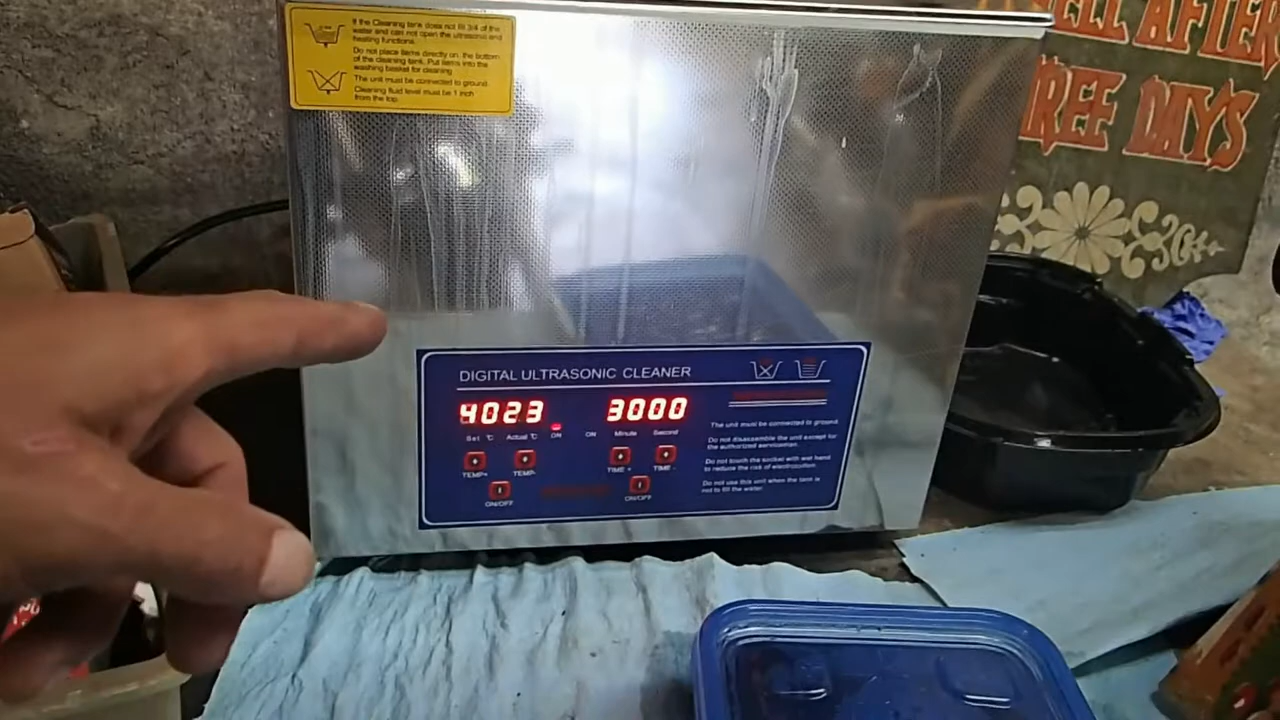 If the Cleaning tank does not fit 3/4 of the
water and can not open the ultrasonic and
heating functions.
Do not place items directly on the bottom
of the cleaning tank. Put items into the
washing basket for cleaning
The unit must be connected to ground.
Cleaning fluid level must be 1 inch
from the top
ELL AFTER
REE DAYS
DIGITAL ULTRASONIC CLEANER
4023 3000
Set °C Actual °C ON ON Minute Second
TEMP+ TEMP- TIME + TIME -
ON/OFF ON/OFF
The unit must be connected to ground.
Do not disassemble the unit except for
the authorized
Do not touch the socket with wet hand
to reduce the risk of electrocution.
Do not use this unit when the tank is
not to fill the water.